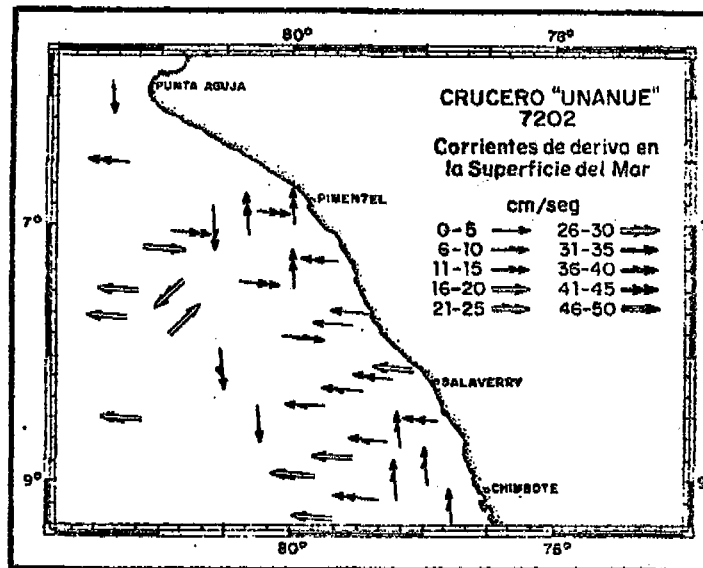 80°
78°
PUNTA AGUJA
CRUCERO "UNANUE"
7202
Corrientes de deriva en
la Superficie del Mar
cm/seg
0-5
26-30
6-10
31-35
11-15
36-40
16-20
41-45
21-25
46-50
PIMENTEL
7°
SALAVERRY
9°
CHIMBOTE
9
80°
78°